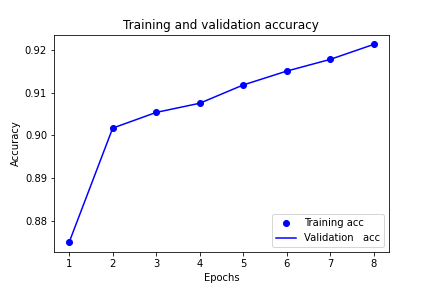 Training and validation accuracy
0.92
0.91
0.90
0.89
0.88
Accuracy
Training acc
Validation   acc
1 2 3 4 5 6 7 8
Epochs